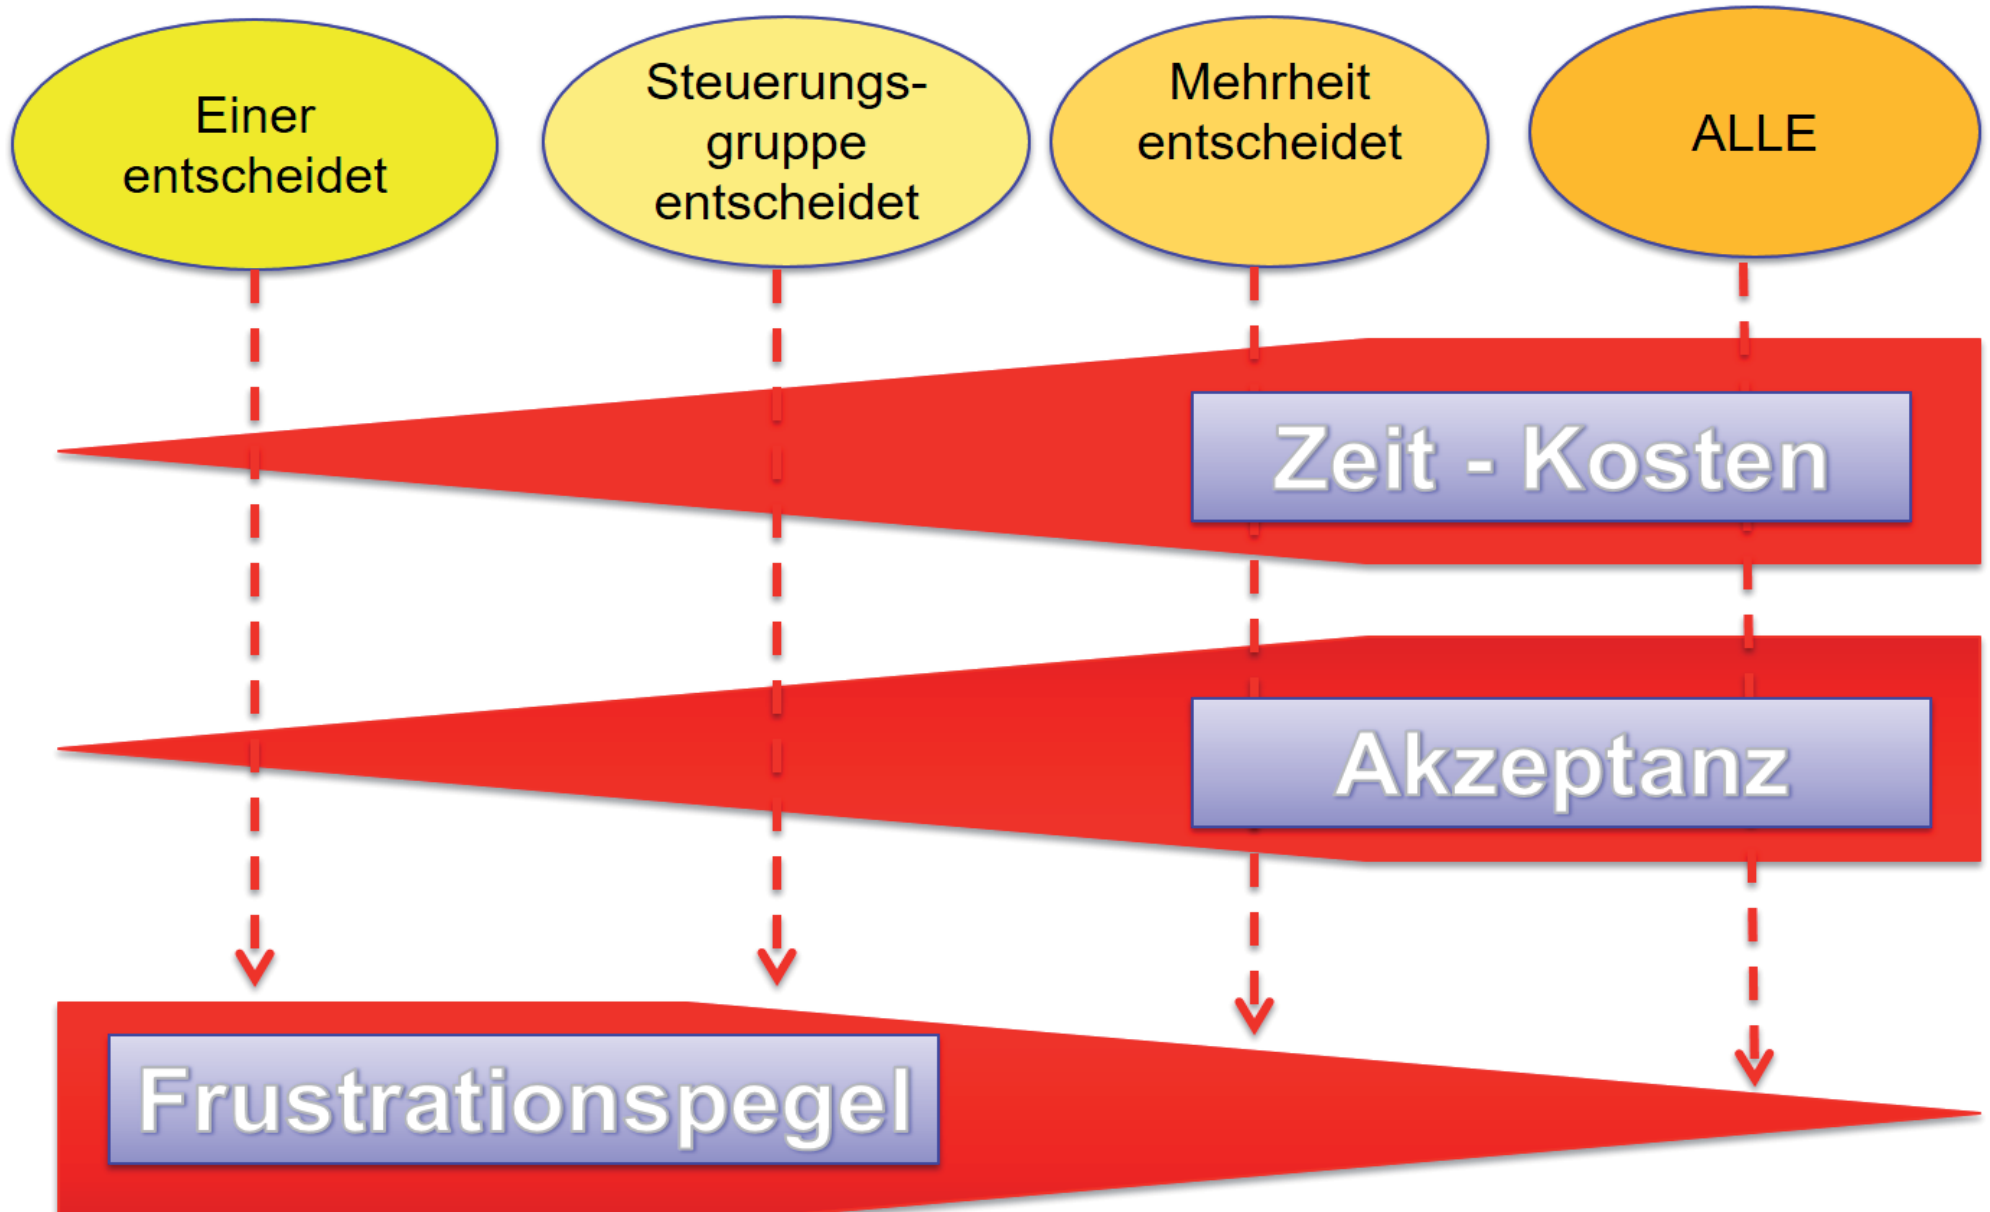 Einer
entscheidet
Steuerungs-
gruppe
entscheidet
Mehrheit
entscheidet
ALLE
Zeit - Kosten
Akzeptanz
Frustrationspegel